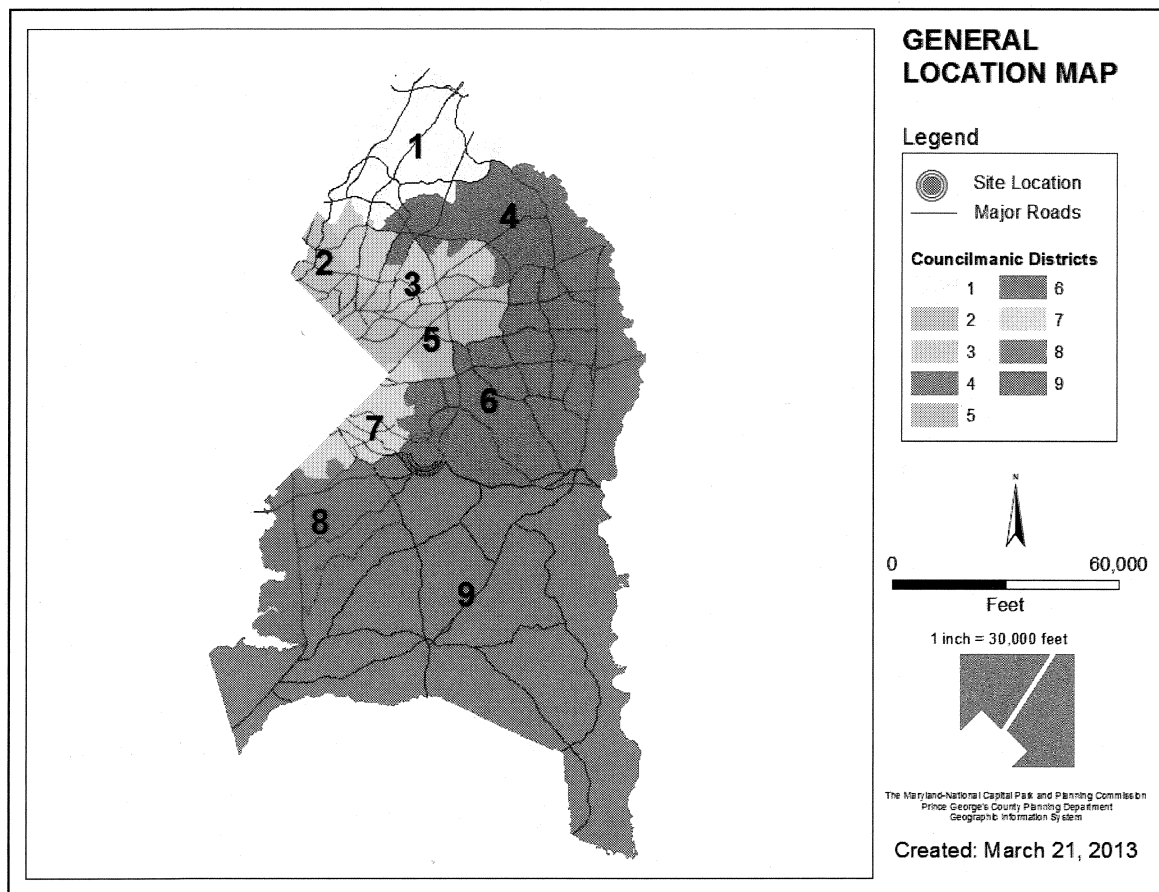 GENERAL
LOCATION MAP
Legend
Site Location
Major Roads
Councilmanic Districts
1
6
2
7
3
8
4
9
5
1
4
2
3
5
6
7
8
9
N
0
60,000
Feet
1 inch = 30,000 feet
The Maryland-National Capital Park and Planning Commission
Prince George's County Planning Department
Geographic Information System
Created: March 21, 2013